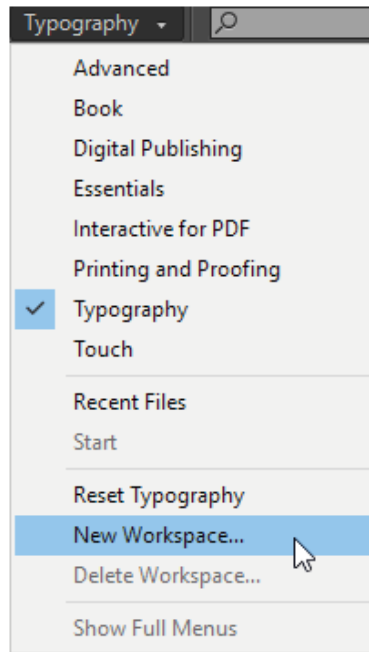 Typography
Advanced
Book
Digital Publishing
Essentials
Interactive for PDF
Printing and Proofing
Typography
Touch
Recent Files
Start
Reset Typography
New Workspace...
Delete Workspace...
Show Full Menus